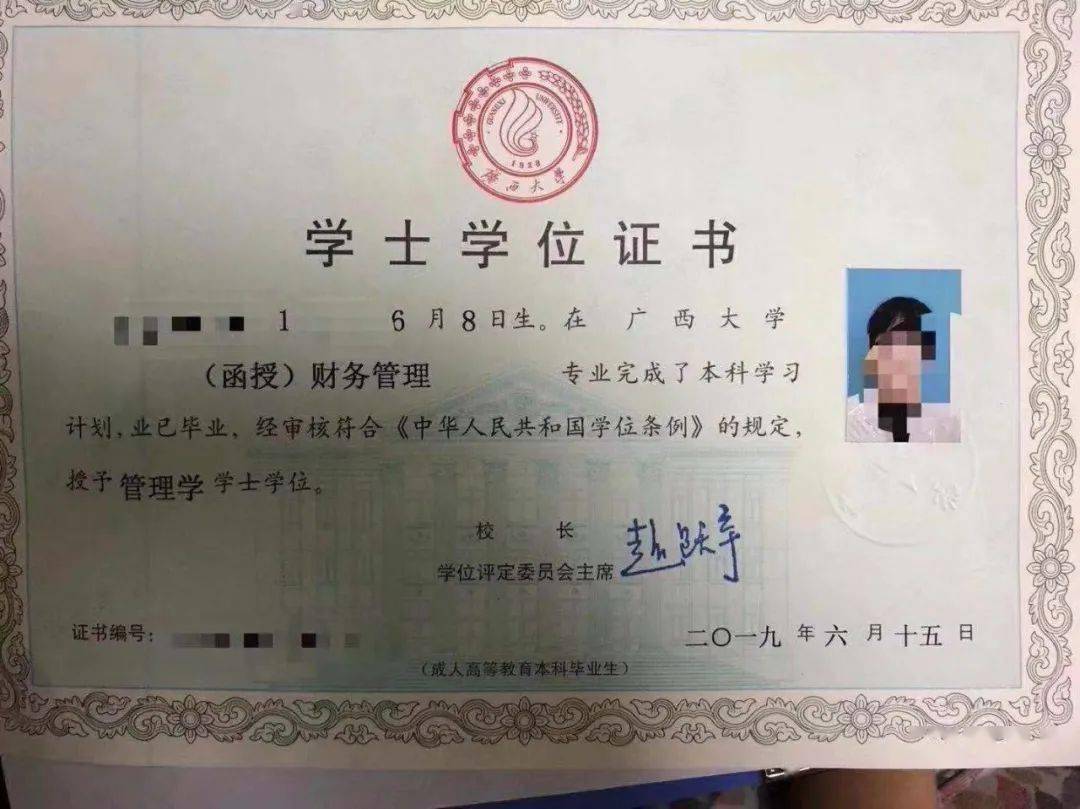 GUANGXI UNIVERSITY
1928
广西大学
学士学位证书
1 6月8日生。在 广西大学
（函授）财务管理 专业完成了本科学习
计划，业已毕业，经审核符合《中华人民共和国学位条例》的规定，
授予 管理学 学士学位。
校 长
学位评定委员会主席 赵跃宇
证书编号：
二〇一九 年 六 月 十五 日
（成人高等教育本科毕业生）